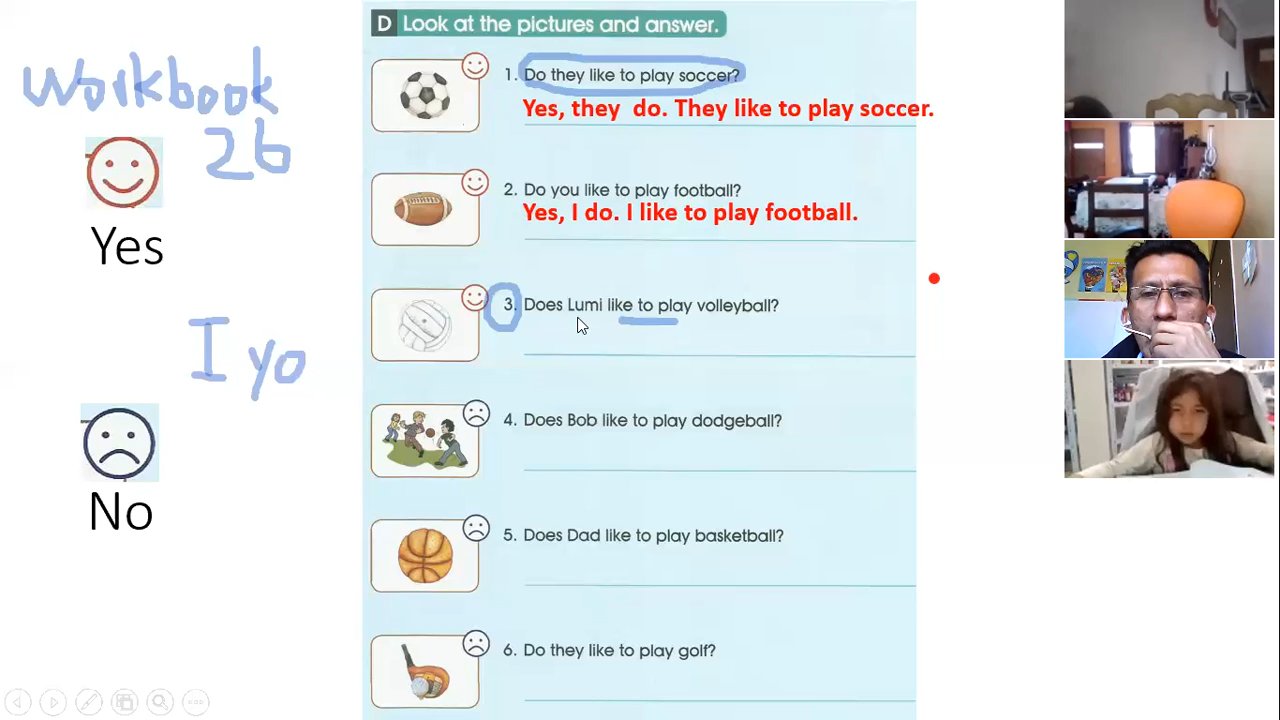 D Look at the pictures and answer.
Workbook
26
Yes
I yo
No
1. Do they like to play soccer?
Yes, they do. They like to play soccer.
2. Do you like to play football?
Yes, I do. I like to play football.
3. Does Lumi like to play volleyball?
4. Does Bob like to play dodgeball?
5. Does Dad like to play basketball?
6. Do they like to play golf?